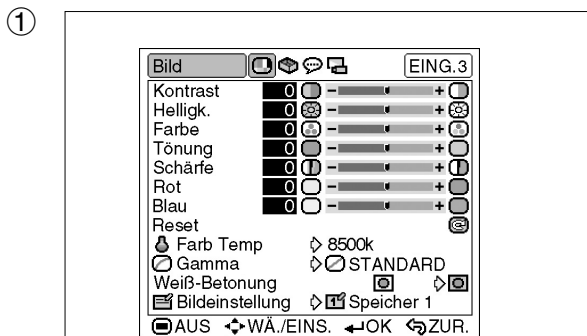 ①
Bild EING.3
Kontrast 0 - +
Helligk. 0 - +
Farbe 0 - +
Tönung 0 - +
Schärfe 0 - +
Rot 0 - +
Blau 0 - +
Reset
Farb Temp 8500k
Gamma STANDARD
Weiß-Betonung
Bildeinstellung 1 Speicher 1
AUS WÄ./EINS. OK ZUR.